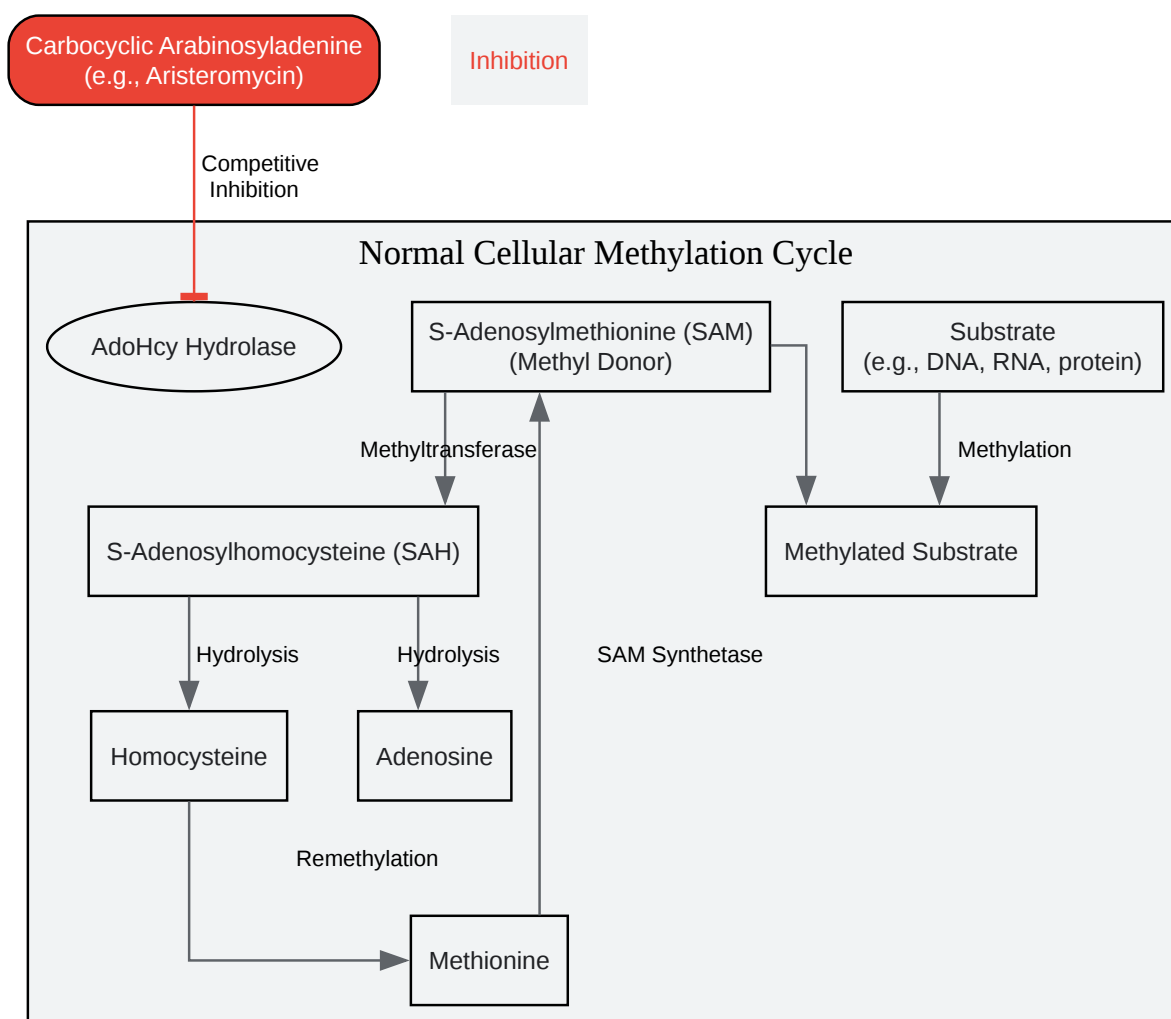 Carbocyclic Arabinosyladenine
(e.g., Aristeromycin)
Inhibition
Competitive
Inhibition
Normal Cellular Methylation Cycle
AdoHcy Hydrolase
S-Adenosylmethionine (SAM)
(Methyl Donor)
Substrate
(e.g., DNA, RNA, protein)
Methyltransferase
Methylation
S-Adenosylhomocysteine (SAH)
Methylated Substrate
Hydrolysis
Hydrolysis
SAM Synthetase
Homocysteine
Adenosine
Remethylation
Methionine